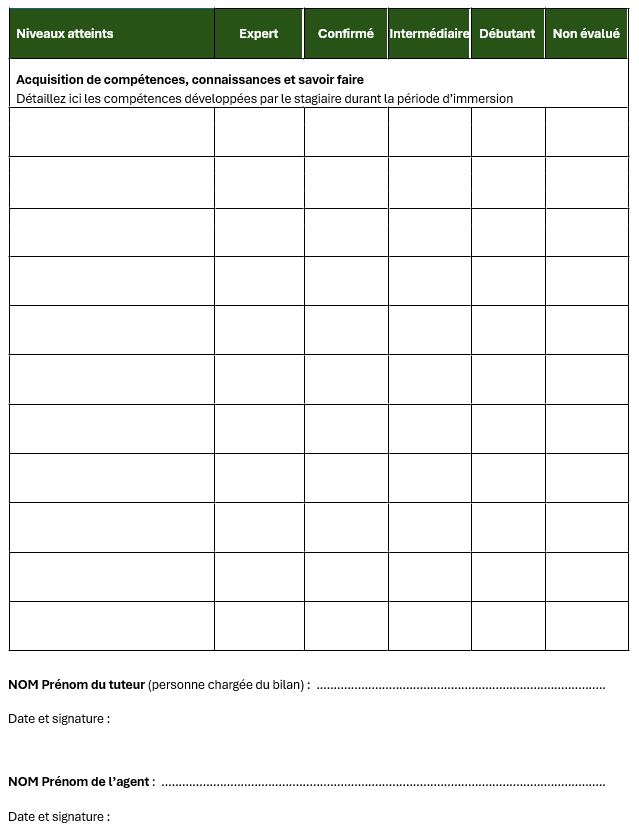 Niveaux atteints Expert Confirmé Intermédiaire Débutant Non évalué
Acquisition de compétences, connaissances et savoir faire
Détaillez ici les compétences développées par le stagiaire durant la période d’immersion
NOM Prénom du tuteur (personne chargée du bilan) : ....................................................................................
Date et signature :
NOM Prénom de l’agent : .................................................................................................................................
Date et signature :